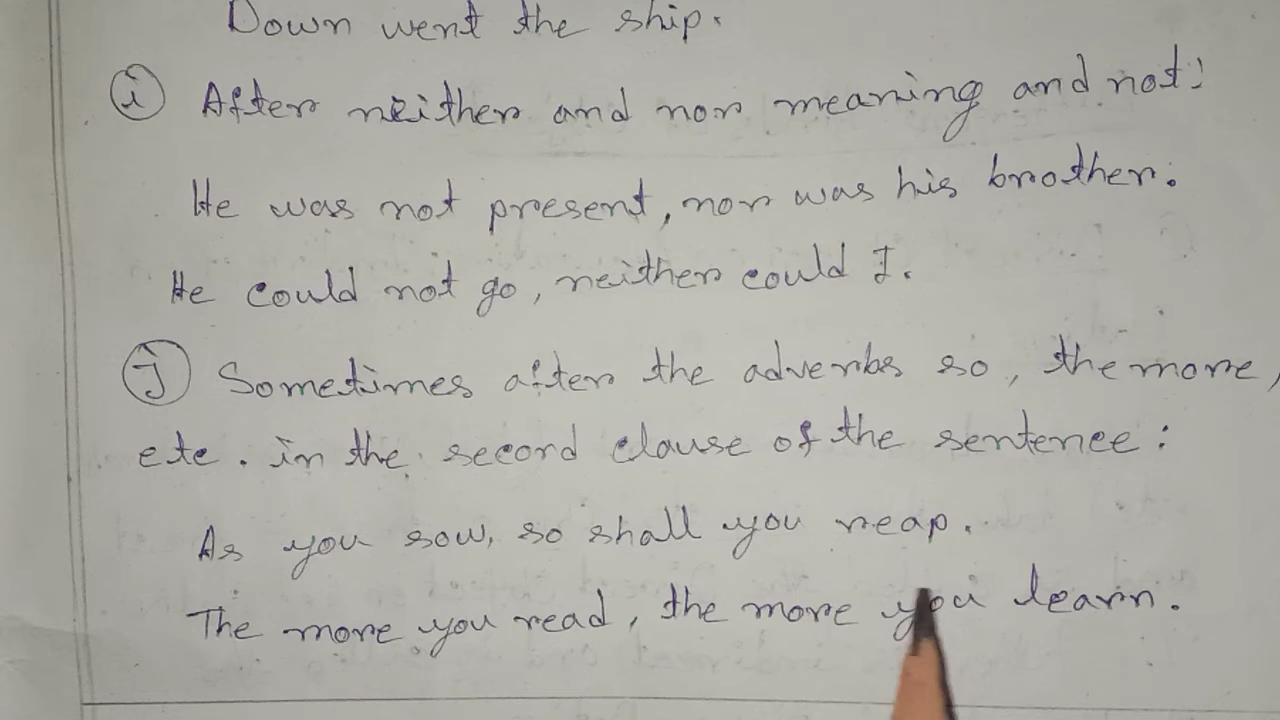 Down went the ship.
(i) After neither and nor meaning and not:
He was not present, nor was his brother.
He could not go, neither could I.
(J) Sometimes after the adverbs so, the more,
etc. in the second clause of the sentence:
As you sow, so shall you reap.
The more you read, the more you learn.